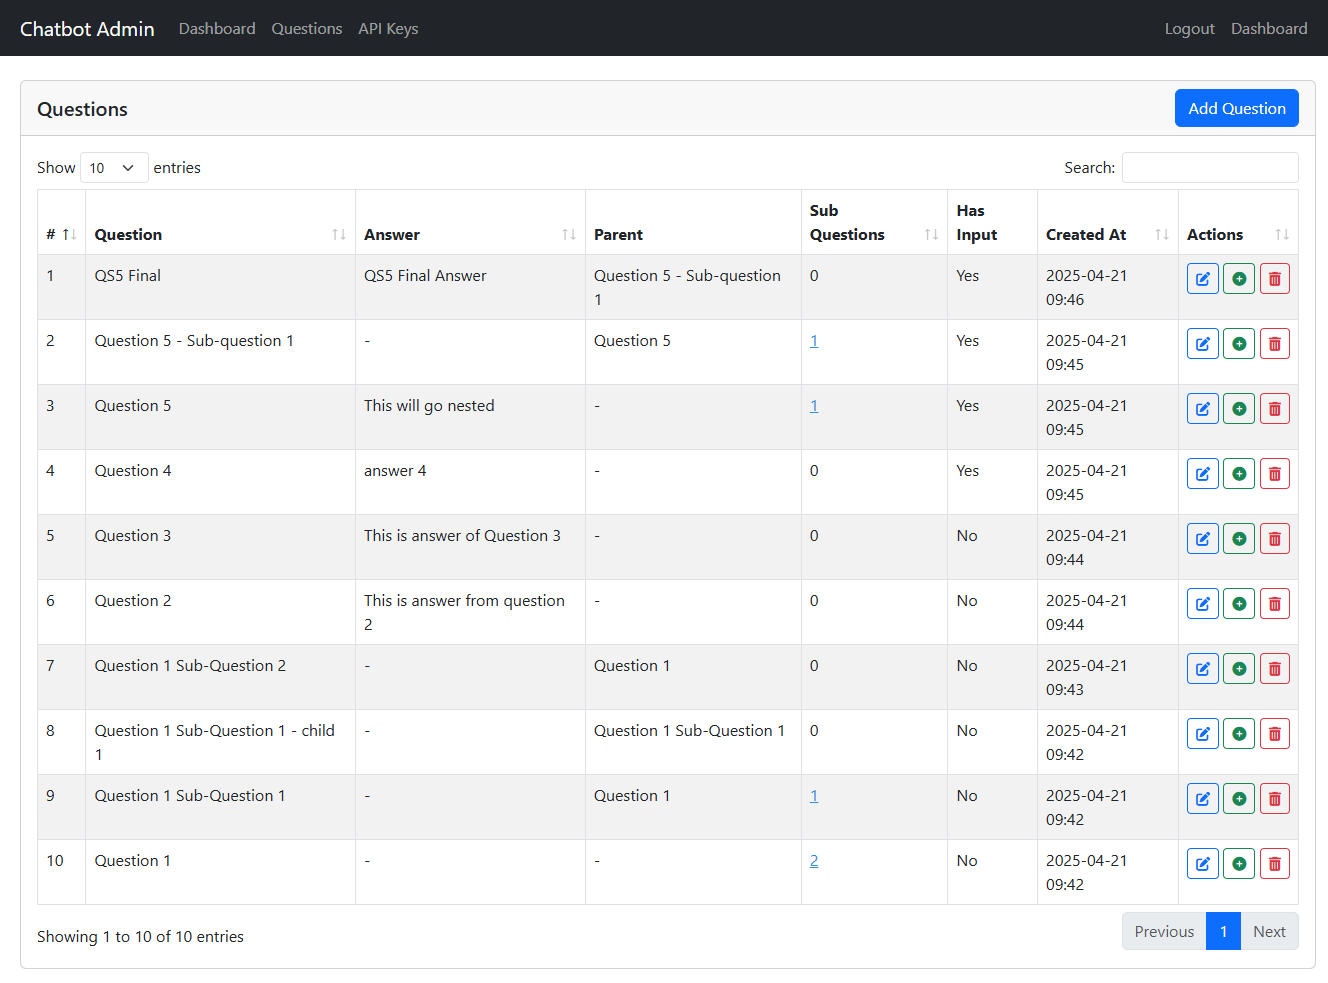 Chatbot Admin Dashboard Questions API Keys Logout Dashboard
Questions Add Question
Show 10 entries Search:
# Question Answer Parent Sub Questions Has Input Created At Actions
1 QS5 Final QS5 Final Answer Question 5 - Sub-question 1 0 Yes 2025-04-21 09:46
2 Question 5 - Sub-question 1 - Question 5 1 Yes 2025-04-21 09:45
3 Question 5 This will go nested - 1 Yes 2025-04-21 09:45
4 Question 4 answer 4 - 0 Yes 2025-04-21 09:45
5 Question 3 This is answer of Question 3 - 0 No 2025-04-21 09:44
6 Question 2 This is answer from question 2 - 0 No 2025-04-21 09:44
7 Question 1 Sub-Question 2 - Question 1 0 No 2025-04-21 09:43
8 Question 1 Sub-Question 1 - child 1 - Question 1 Sub-Question 1 0 No 2025-04-21 09:42
9 Question 1 Sub-Question 1 - Question 1 1 No 2025-04-21 09:42
10 Question 1 - - 2 No 2025-04-21 09:42
Showing 1 to 10 of 10 entries Previous 1 Next